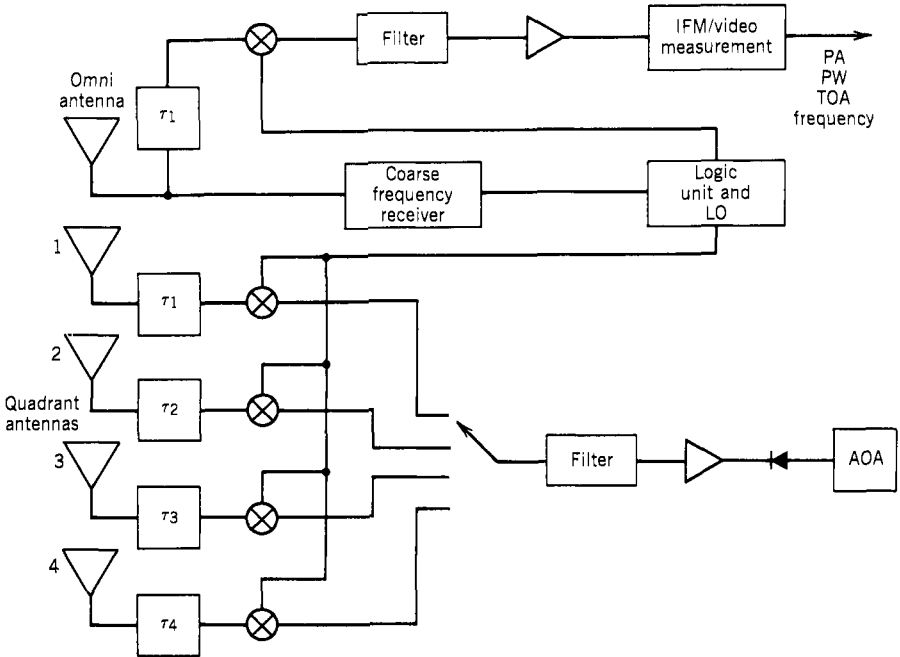 Omni
antenna
τ1
Filter
IFM/video
measurement
PA
PW
TOA
frequency
Coarse
frequency
receiver
Logic
unit and
LO
1
τ1
2
τ2
Quadrant
antennas
3
τ3
4
τ4
Filter
AOA